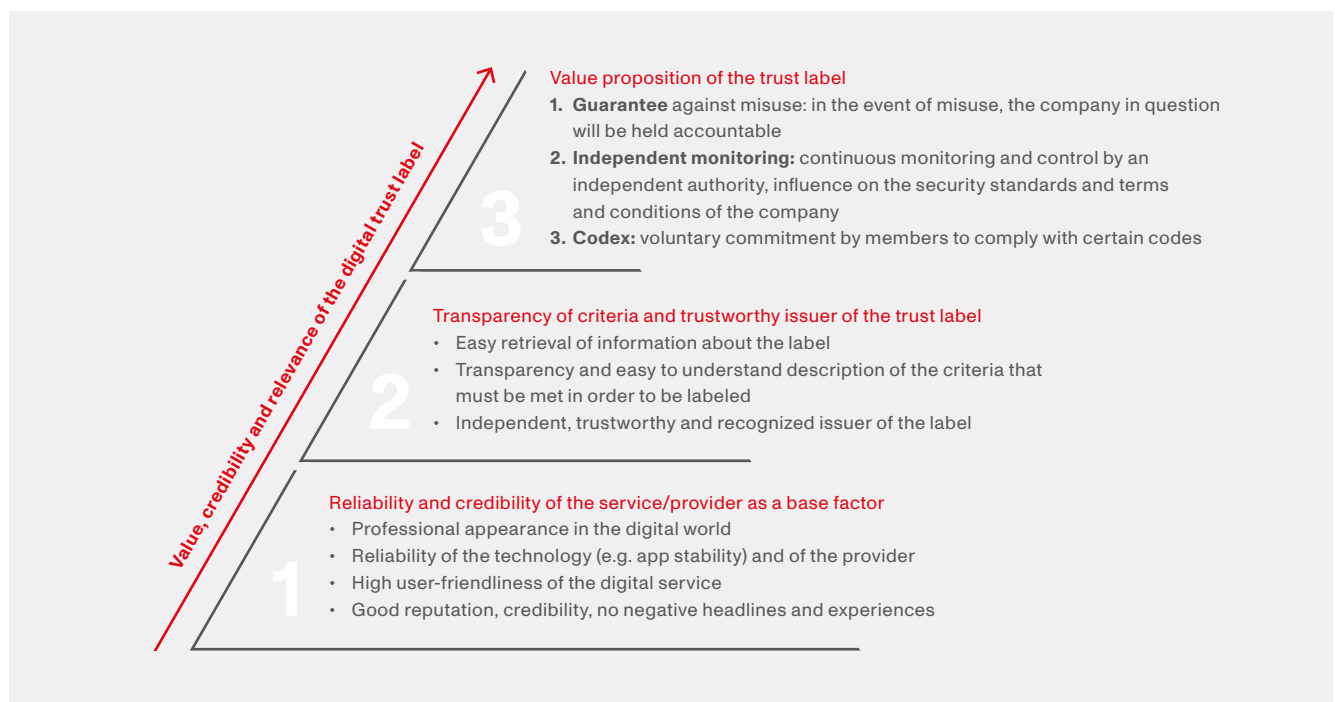 Value, credibility and relevance of the digital trust label
Value proposition of the trust label
1. Guarantee against misuse: in the event of misuse, the company in question
will be held accountable
2. Independent monitoring: continuous monitoring and control by an
independent authority, influence on the security standards and terms
and conditions of the company
3. Codex: voluntary commitment by members to comply with certain codes
3
Transparency of criteria and trustworthy issuer of the trust label
• Easy retrieval of information about the label
• Transparency and easy to understand description of the criteria that
must be met in order to be labeled
• Independent, trustworthy and recognized issuer of the label
2
Reliability and credibility of the service/provider as a base factor
• Professional appearance in the digital world
• Reliability of the technology (e.g. app stability) and of the provider
• High user-friendliness of the digital service
• Good reputation, credibility, no negative headlines and experiences
1